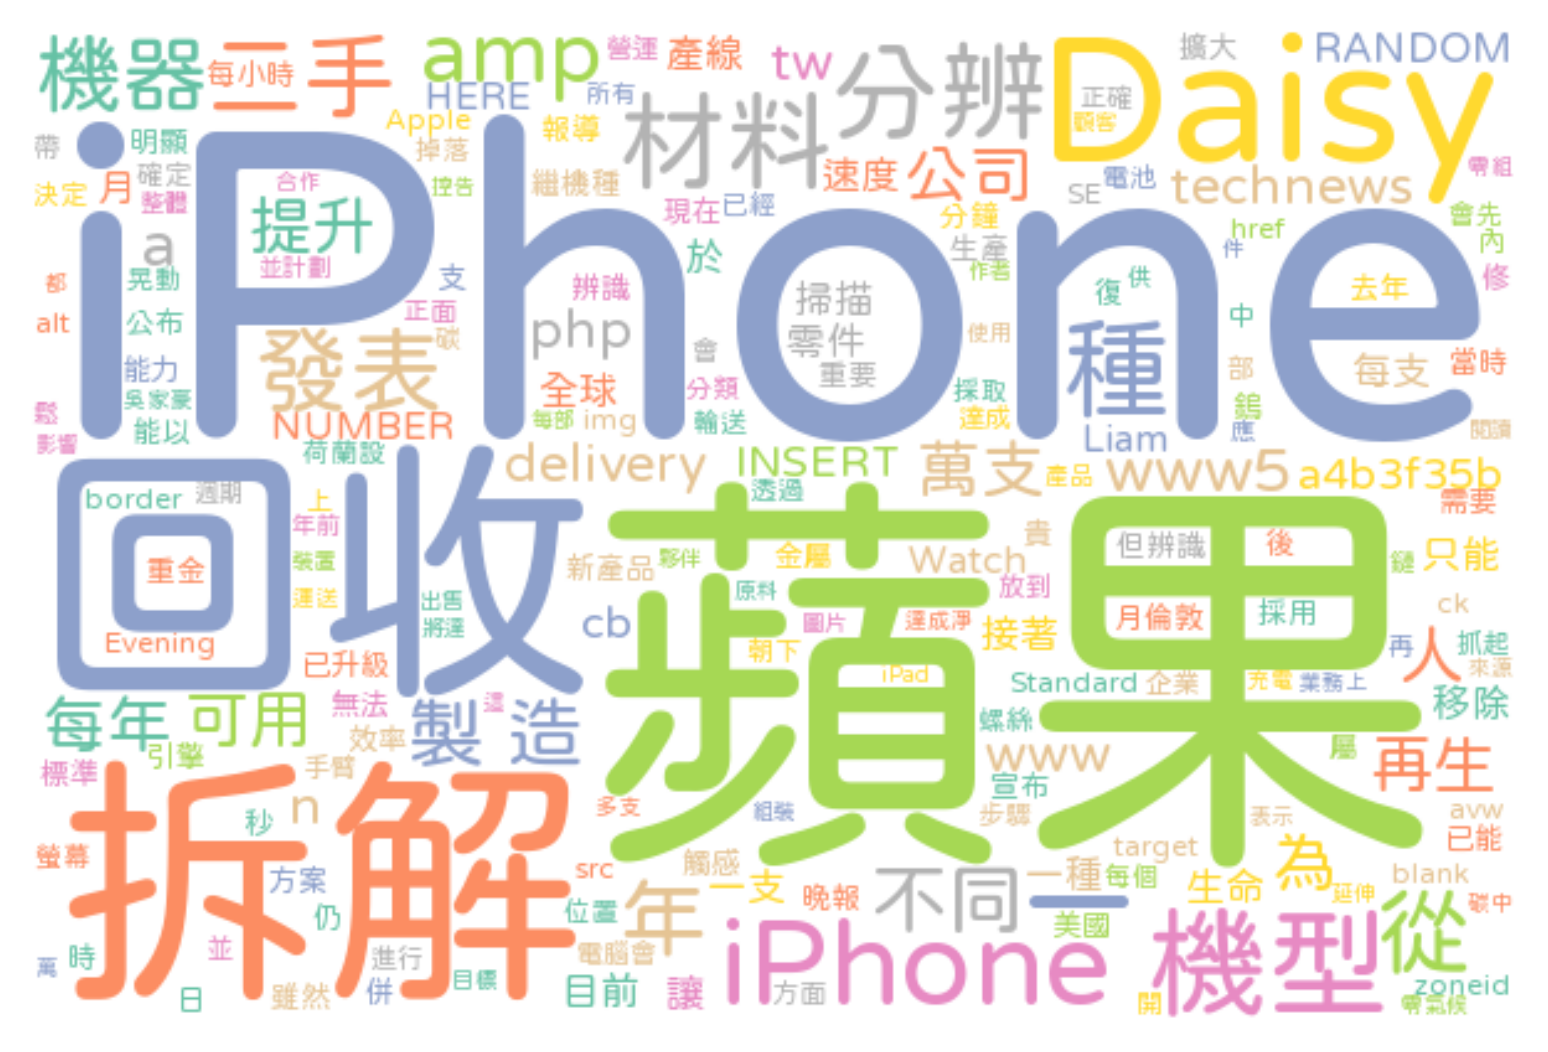 機器 二手 amp 營運 產線 tw 分辨 Daisy 擴大 RANDOM
每小時 HERE 所有 材料 正確 顧客
帶 明顯 iPhone Apple 報導 掉落 速度 公司 電池 technews 零組
決定 月 確定 整體 合作 控告 繼機種 SE
提升 現在 已經 分鐘 href 會先 內
a 並計劃 支 於 生產 作者 件 修
都 晃動 正面 辨識 掃描 復 供 去年
alt 公布 發表 碳 php 零件 使用 種 中
能力 會 重要 部 每支 當時
吳家豪 全球 分類 採取 鎢
鬆 能以 NUMBER 每部 img 輸送 達成 Liam 應 閱讀
影響 荷蘭設 delivery INSERT 萬支 產品 www5 a4b3f35b
回收 border 週期 上 透過 蘋果 需要
年前 貴 但辨識 後
重金 裝置 新產品 夥伴 金屬 Watch 鏈 只能
運送 出售 原料 放到 ck
Evening 將達 cb 圖片 達成淨 接著 月倫敦 採用 人 抓起
已升級 朝下 iPad Standard 企業 充電 業務上 再 來源
每年 可用 無法 這 製造 螺絲 移除
引擎 效率 www 屬 再生
標準 拆解 手臂 宣布
秒 n 多支 組裝 步驟 表示 avw
螢幕 觸感 target 為 已能
方案 src 年 一支 晚報 不同 一種 每個 生命 延伸 blank
仍 位置 一 美國 從 碳中
萬 時 並 進行 電腦會 iPhone 機型
日 雖然 併 目標 目前 讓 方面 開 zoneid
零氣候